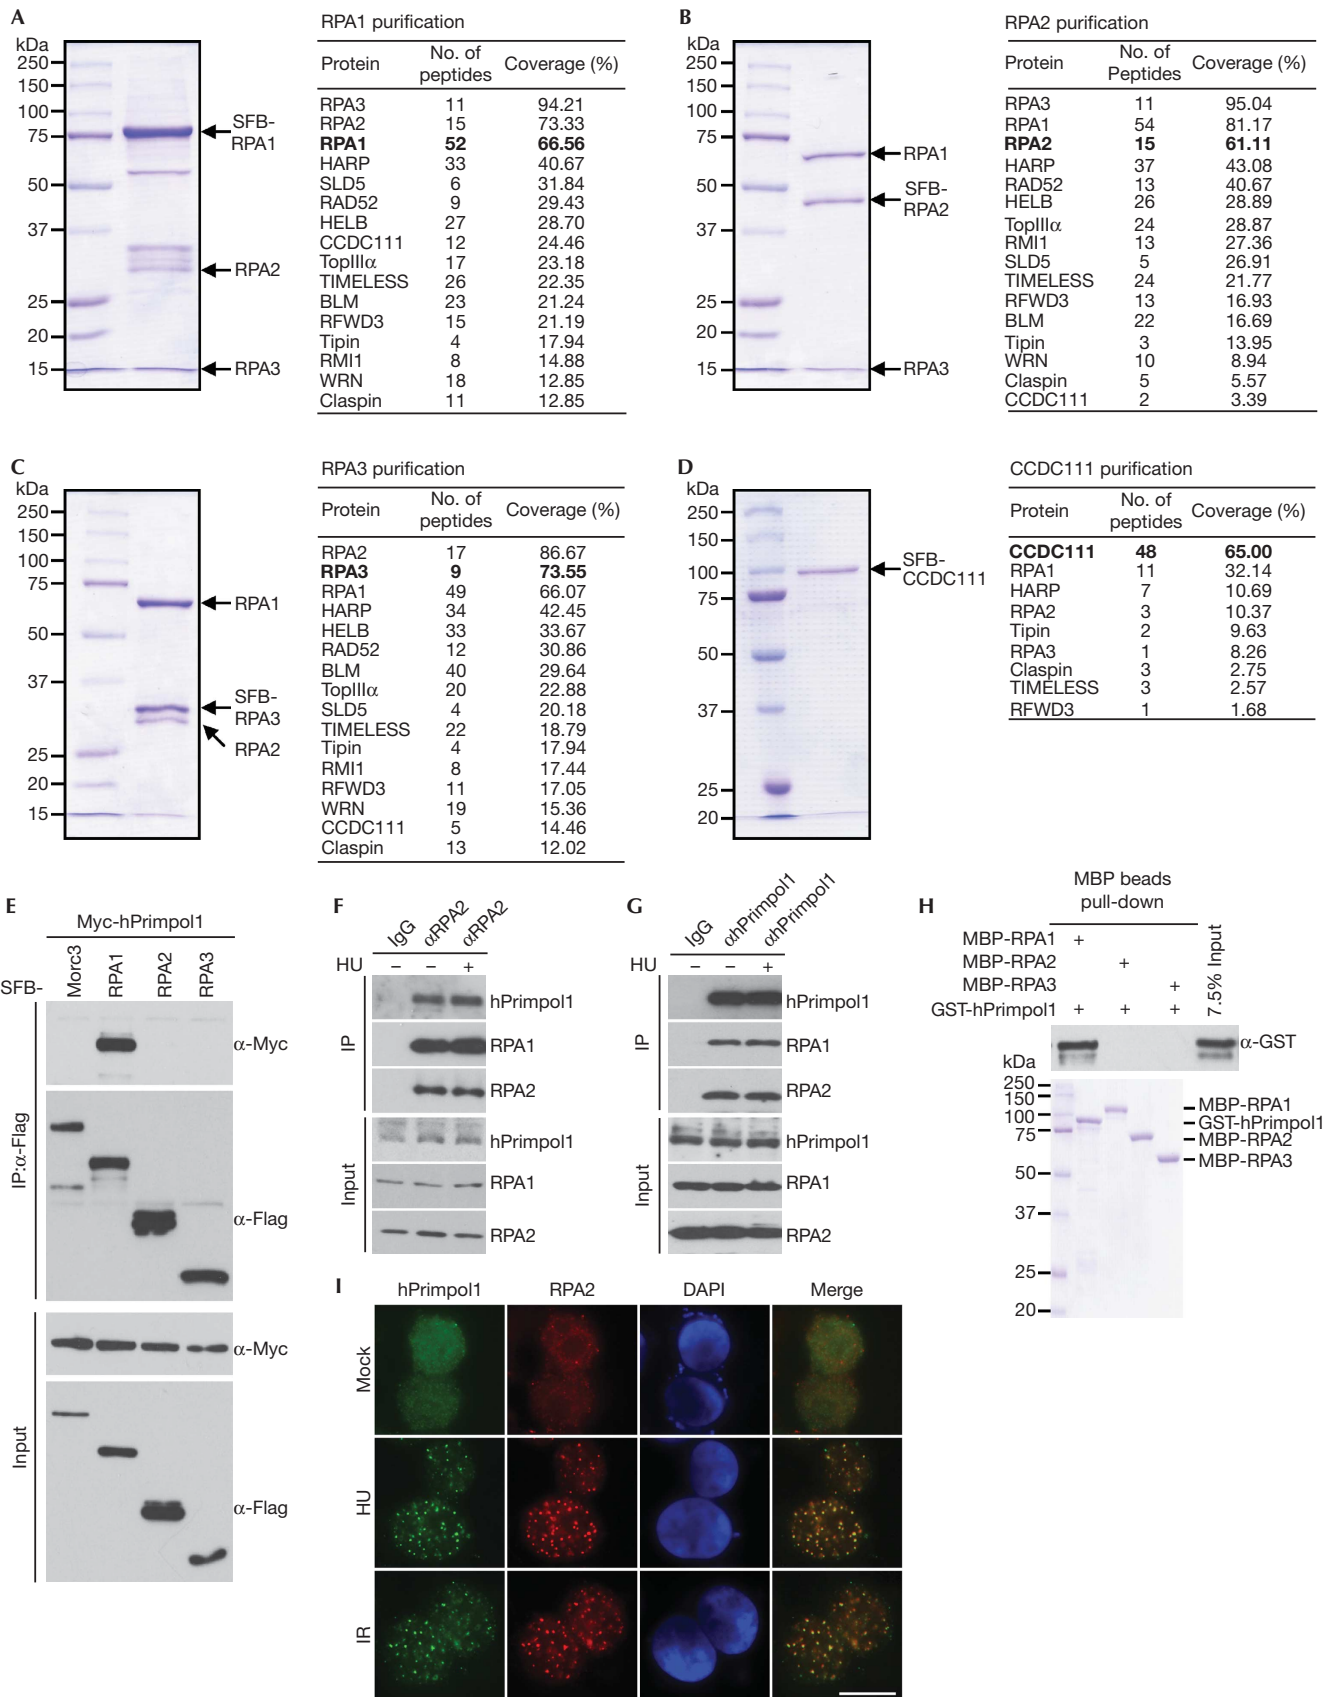 A
kDa
250
150
100
75
50
37
25
20
15
SFB-
RPA1
RPA2
RPA3
RPA1 purification
Protein No. of peptides Coverage (%)
RPA3 11 94.21
RPA2 15 73.33
RPA1 52 66.56
HARP 33 40.67
SLD5 6 31.84
RAD52 9 29.43
HELB 27 28.70
CCDC111 12 24.46
TopIIIα 17 23.18
TIMELESS 26 22.35
BLM 23 21.24
RFWD3 15 21.19
Tipin 4 17.94
RMI1 8 14.88
WRN 18 12.85
Claspin 11 12.85
B
kDa
250
150
100
75
50
37
25
20
15
RPA1
SFB-
RPA2
RPA3
RPA2 purification
Protein No. of Peptides Coverage (%)
RPA3 11 95.04
RPA1 54 81.17
RPA2 15 61.11
HARP 37 43.08
RAD52 13 40.67
HELB 26 28.89
TopIIIα 24 28.87
RMI1 13 27.36
SLD5 5 26.91
TIMELESS 24 21.77
RFWD3 13 16.93
BLM 22 16.69
Tipin 3 13.95
WRN 10 8.94
Claspin 5 5.57
CCDC111 2 3.39
C
kDa
250
150
100
75
50
37
25
20
15
RPA1
SFB-
RPA3
RPA2
RPA3 purification
Protein No. of peptides Coverage (%)
RPA2 17 86.67
RPA3 9 73.55
RPA1 49 66.07
HARP 34 42.45
HELB 33 33.67
RAD52 12 30.86
BLM 40 29.64
TopIIIα 20 22.88
SLD5 4 20.18
TIMELESS 22 18.79
Tipin 4 17.94
RMI1 8 17.44
RFWD3 11 17.05
WRN 19 15.36
CCDC111 5 14.46
Claspin 13 12.02
D
kDa
250
150
100
75
50
37
25
20
SFB-
CCDC111
CCDC111 purification
Protein No. of peptides Coverage (%)
CCDC111 48 65.00
RPA1 11 32.14
HARP 7 10.69
RPA2 3 10.37
Tipin 2 9.63
RPA3 1 8.26
Claspin 3 2.75
TIMELESS 3 2.57
RFWD3 1 1.68
E
Myc-hPrimpol1
SFB- Morc3 RPA1 RPA2 RPA3
IP:α-Flag
α-Myc
α-Flag
Input
α-Myc
α-Flag
F
IgG αRPA2 αRPA2
HU – – +
IP
hPrimpol1
RPA1
RPA2
Input
hPrimpol1
RPA1
RPA2
G
IgG αhPrimpol1 αhPrimpol1
HU – – +
IP
hPrimpol1
RPA1
RPA2
Input
hPrimpol1
RPA1
RPA2
H
MBP beads
pull-down
7.5% Input
MBP-RPA1 +
MBP-RPA2 +
MBP-RPA3 +
GST-hPrimpol1 + + +
α-GST
kDa
250
150
100
75
50
37
25
20
MBP-RPA1
GST-hPrimpol1
MBP-RPA2
MBP-RPA3
I
hPrimpol1 RPA2 DAPI Merge
Mock
HU
IR